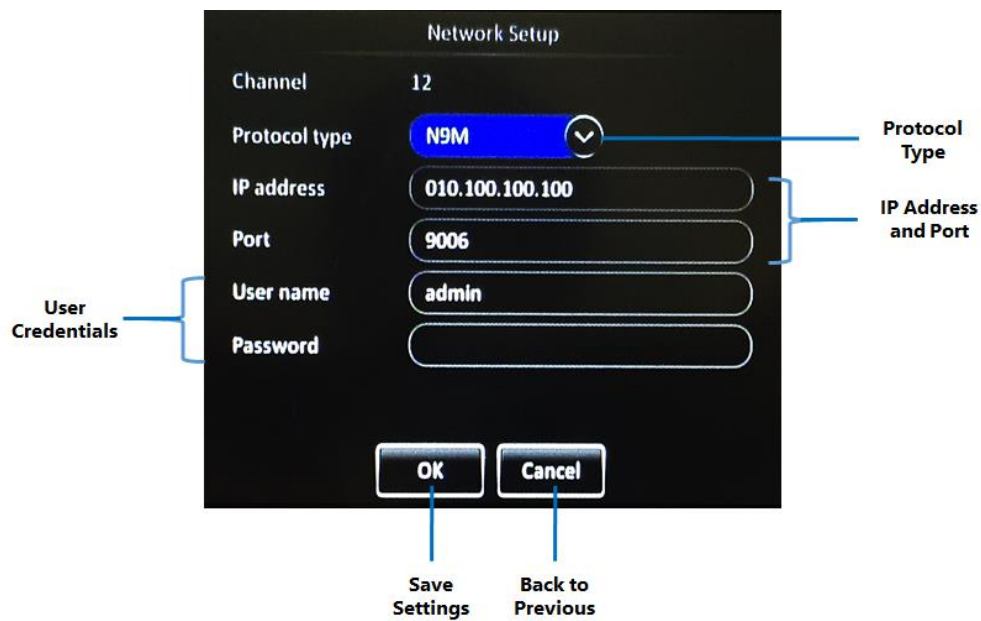 Network Setup
Channel 12
Protocol type N9M
Protocol
Type
IP address 010.100.100.100
IP Address
and Port
Port 9006
User name admin
User
Credentials
Password
OK Cancel
Save
Settings
Back to
Previous